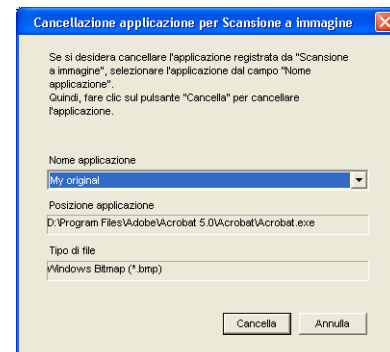 Cancellazione applicazione per Scansione a immagine
Se si desidera cancellare l'applicazione registrata da "Scansione
a immagine", selezionare l'applicazione dal campo "Nome
applicazione".
Quindi, fare clic sul pulsante "Cancella" per cancellare
l'applicazione.
Nome applicazione
My original
Posizione applicazione
D:\Program Files\Adobe\Acrobat 5.0\Acrobat\Acrobat.exe
Tipo di file
Windows Bitmap (*.bmp)
Cancella Annulla